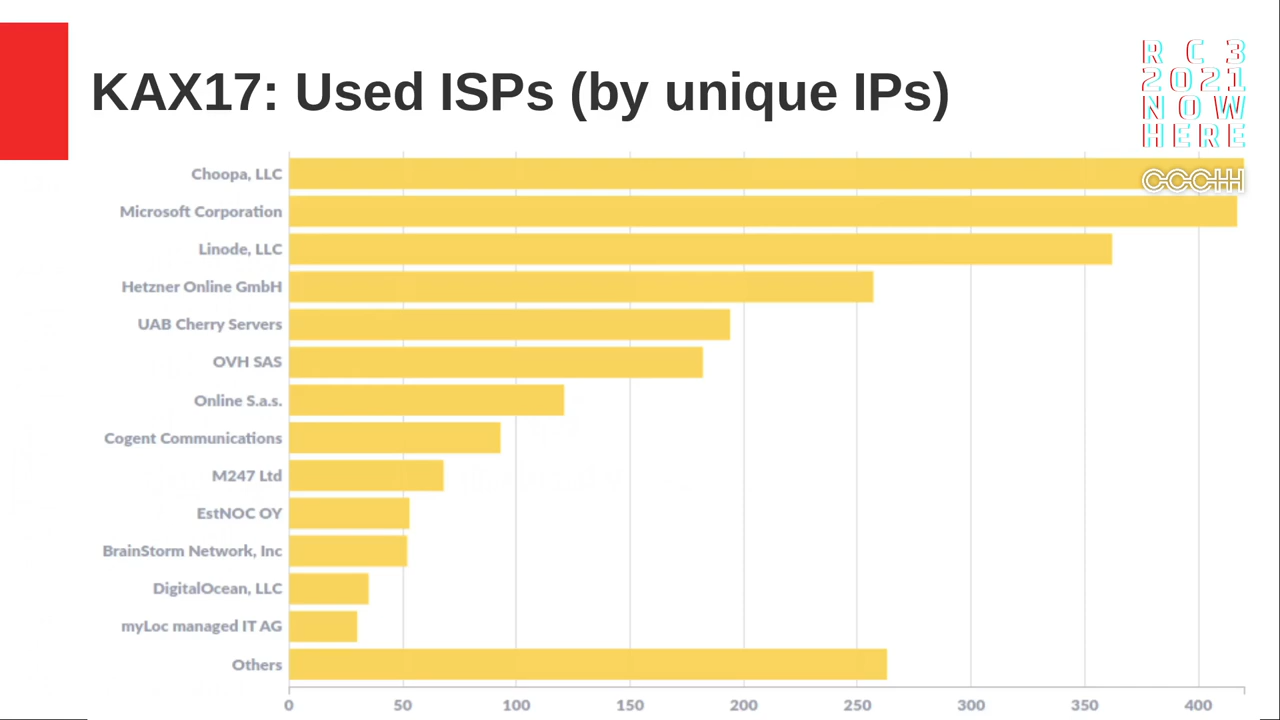 KAX17: Used ISPs (by unique IPs)
R C 3
2021
NOW
HERE
CCCHH
Choopa, LLC
Microsoft Corporation
Linode, LLC
Hetzner Online GmbH
UAB Cherry Servers
OVH SAS
Online S.a.s.
Cogent Communications
M247 Ltd
EstNOC OY
BrainStorm Network, Inc
DigitalOcean, LLC
myLoc managed IT AG
Others
0 50 100 150 200 250 300 350 400